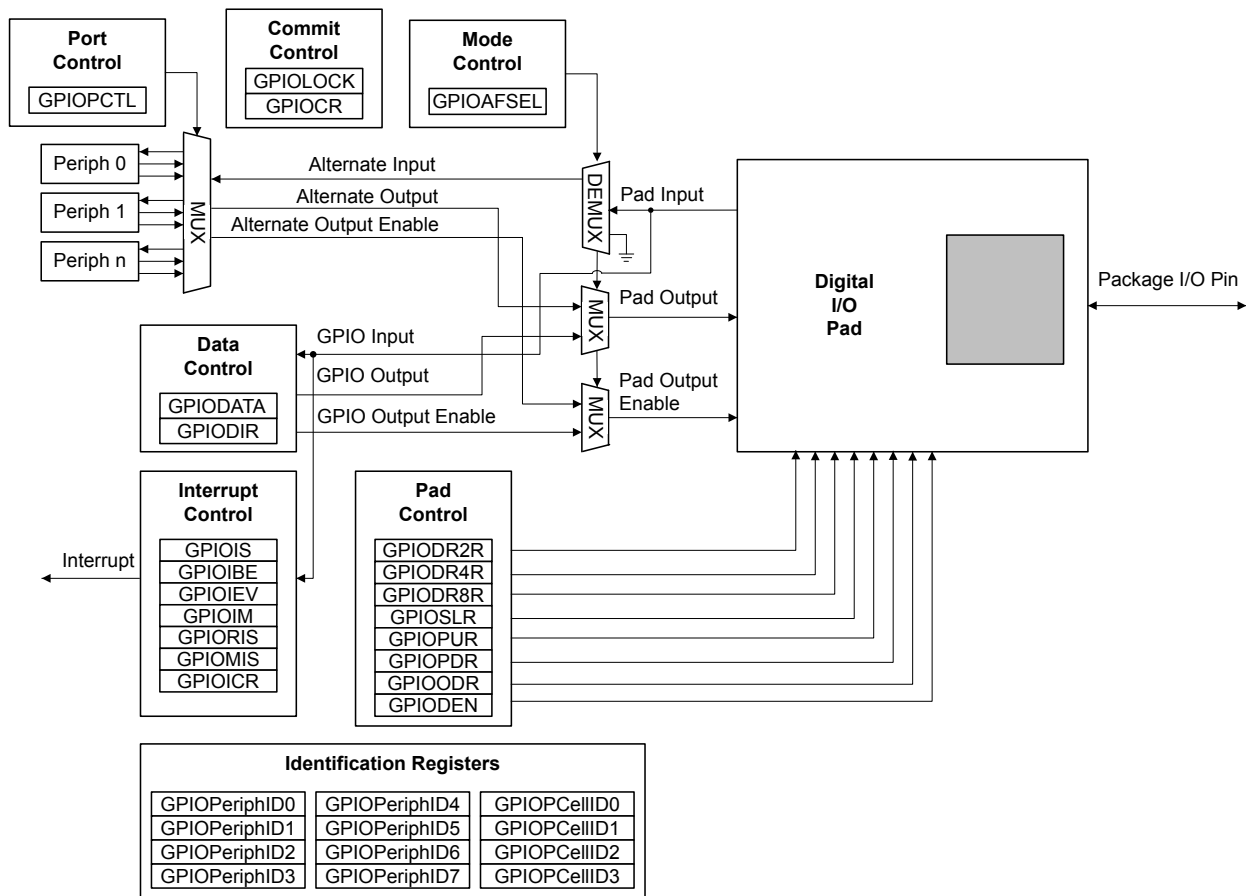 Port
Control
GPIOPCTL
Commit
Control
GPIOLOCK
GPIOCR
Mode
Control
GPIOAFSEL
Periph 0
Periph 1
Periph n
MUX
Alternate Input
Alternate Output
Alternate Output Enable
DEMUX
Pad Input
MUX
Pad Output
MUX
Pad Output
Enable
Digital
I/O
Pad
Package I/O Pin
Data
Control
GPIODATA
GPIODIR
GPIO Input
GPIO Output
GPIO Output Enable
Interrupt
Control
GPIOIS
GPIOIBE
GPIOIEV
GPIOIM
GPIORIS
GPIOMIS
GPIOICR
Interrupt
Pad
Control
GPIODR2R
GPIODR4R
GPIODR8R
GPIOSLR
GPIOPUR
GPIOPDR
GPIOODR
GPIODEN
Identification Registers
GPIOPeriphID0
GPIOPeriphID1
GPIOPeriphID2
GPIOPeriphID3
GPIOPeriphID4
GPIOPeriphID5
GPIOPeriphID6
GPIOPeriphID7
GPIOPCellID0
GPIOPCellID1
GPIOPCellID2
GPIOPCellID3